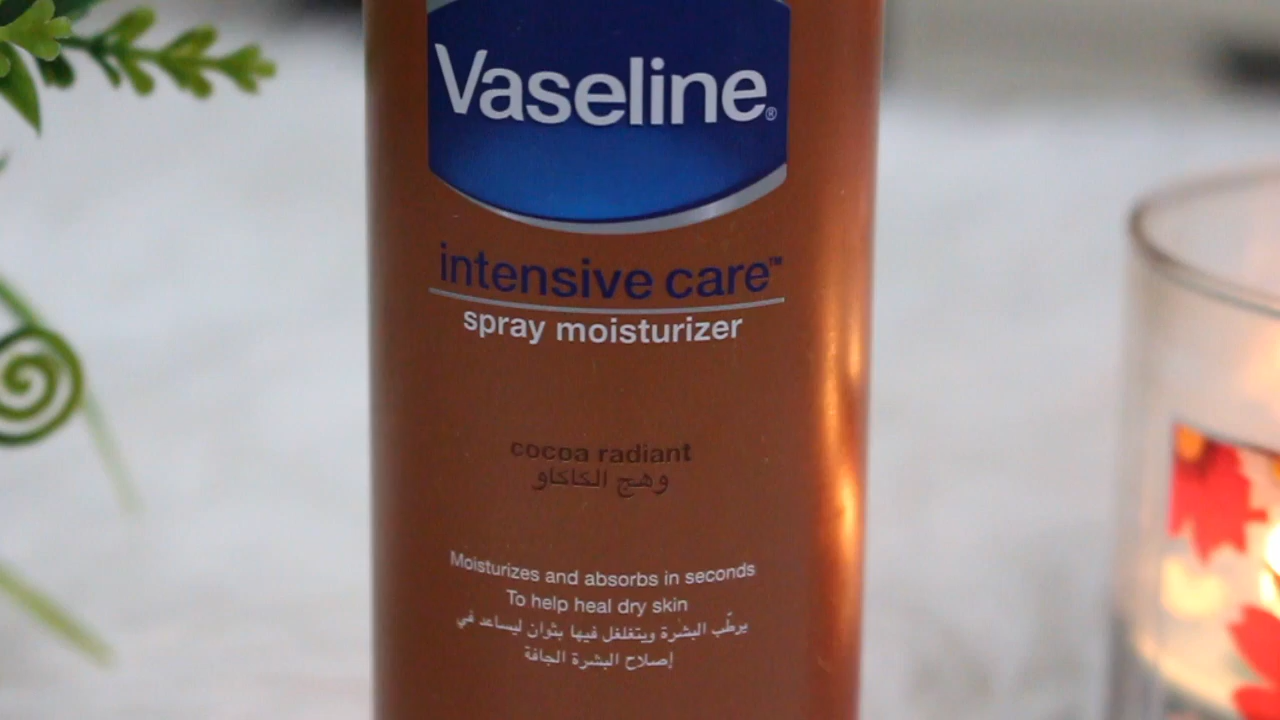 Vaseline®
intensive care™
spray moisturizer
cocoa radiant
وهج الكاكاو
Moisturizes and absorbs in seconds
To help heal dry skin
يرطّب البشرة ويتغلغل فيها بثوان ليساعد في
إصلاح البشرة الجافة